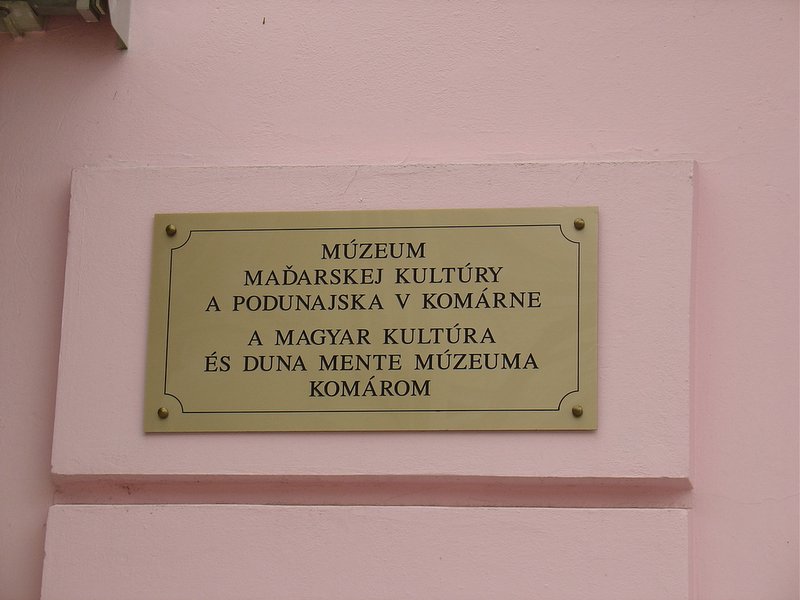 MÚZEUM
MAĎARSKEJ KULTÚRY
A PODUNAJSKA V KOMÁRNE
A MAGYAR KULTÚRA
ÉS DUNA MENTE MÚZEUMA
KOMÁROM